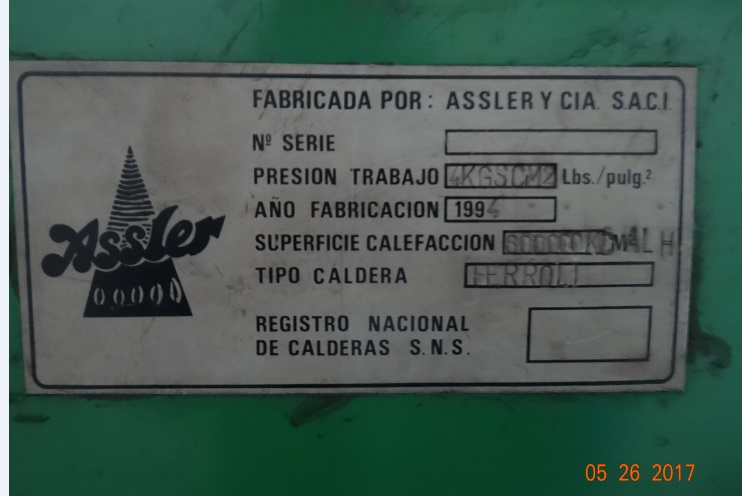 FABRICADA POR: ASSLER Y CIA. S.A.C.I.
Nº SERIE
PRESION TRABAJO 4KGSCM2 Lbs./pulg.²
AÑO FABRICACION 1994
SUPERFICIE CALEFACCION
TIPO CALDERA FERROLI
REGISTRO NACIONAL
DE CALDERAS S.N.S.
Assler
05 26 2017